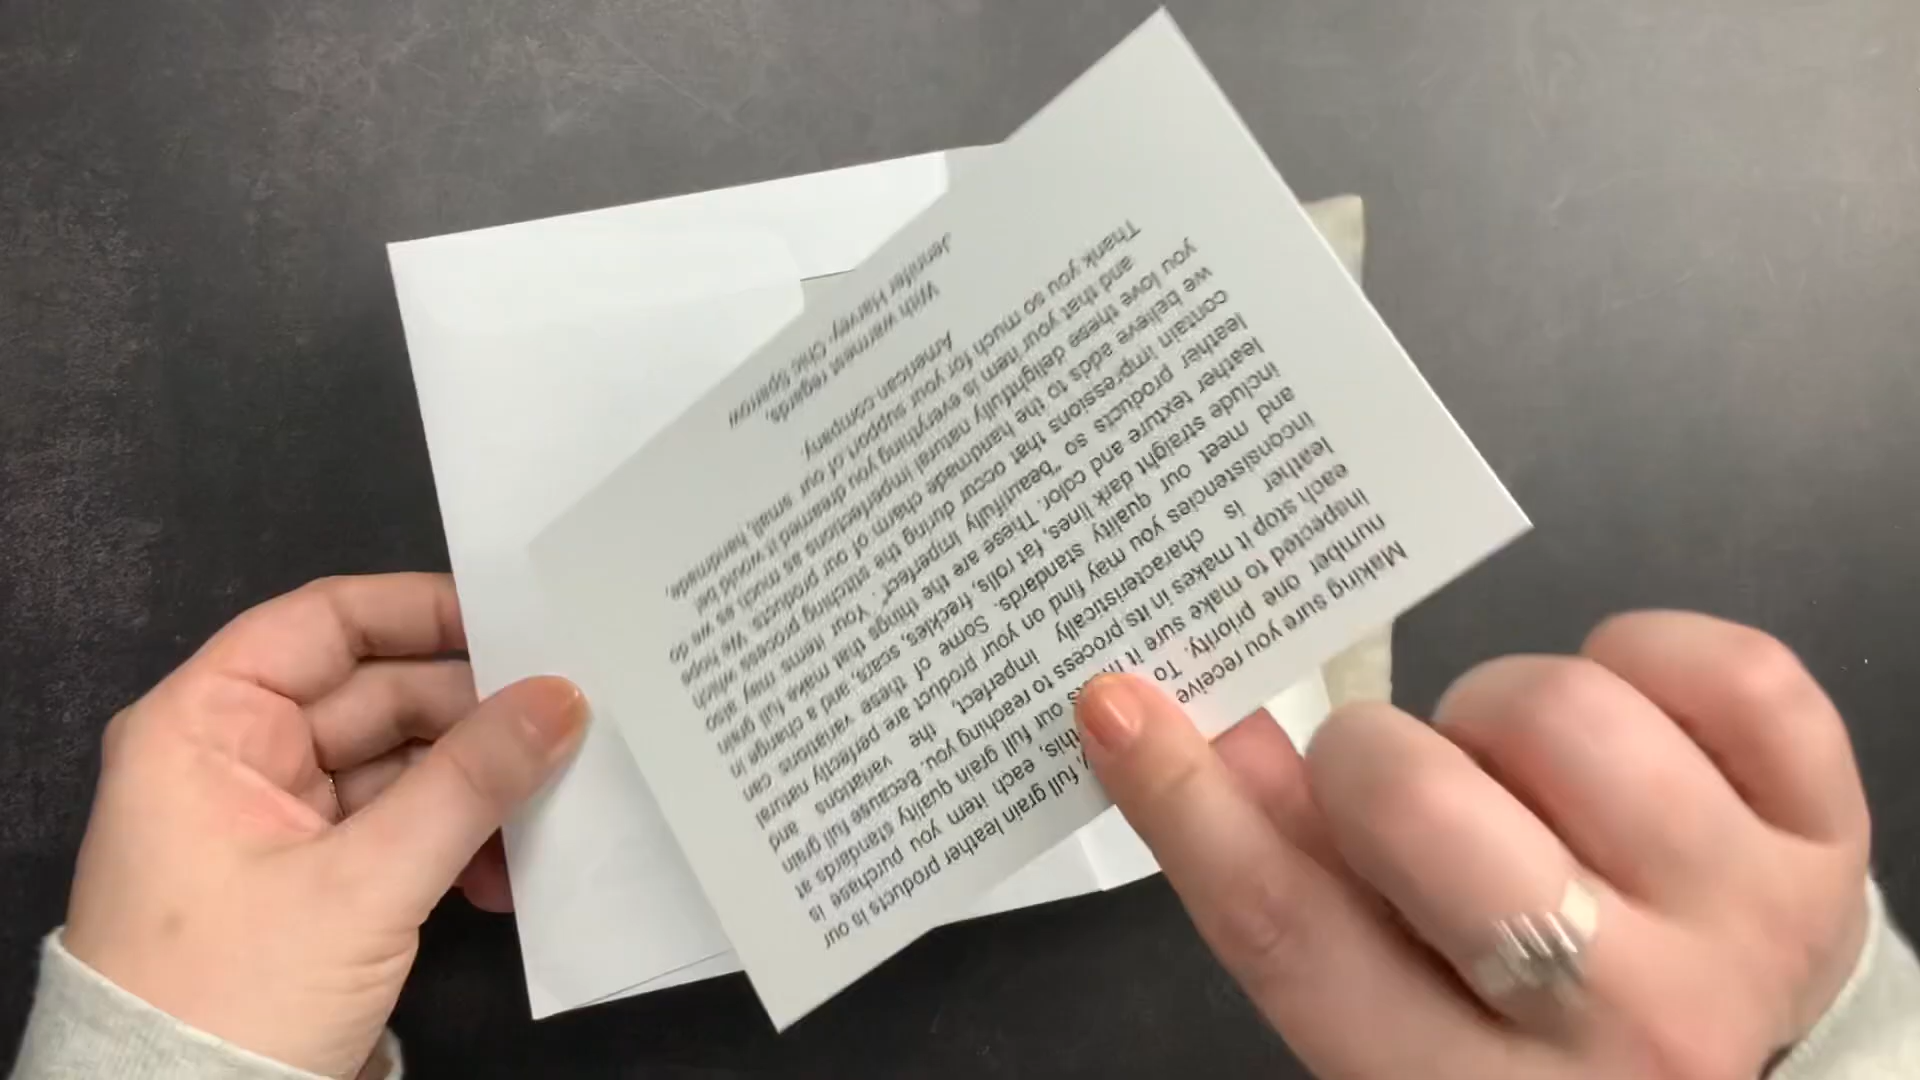 Making sure you receive full grain leather products is our
number one priority. To this, each item you purchase is
inspected to make sure it our full grain quality standards at
each stop it makes in its process to reaching you. Because full grain
leather is characteristically imperfect, the variations and
inconsistencies you may find on your product are perfectly natural
and meet our quality standards. Some of these variations can
include straight dark lines, fat rolls, freckles, scars, and a change in
leather texture and color. These are the things that make full grain
leather products so "beautifully imperfect". Your items may also
contain impressions that occur during the stitching process which
we believe adds to the handmade charm of our products. We hope
you love these delightfully natural imperfections as much as we do
and that your item is everything you dreamed it would be!
Thank you so much for your support of our small, handmade,
American company.
With warmest regards,
Jennifer Harvey, Chic Sparrow